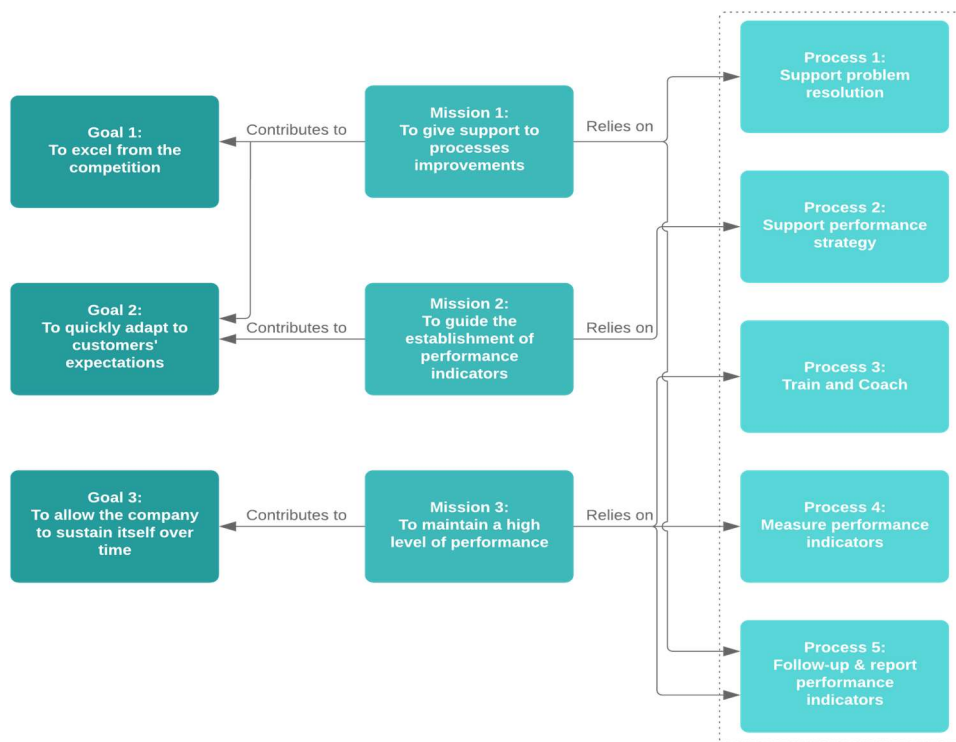 Goal 1:
To excel from the
competition
Contributes to
Mission 1:
To give support to
processes
improvements
Relies on
Process 1:
Support problem
resolution
Process 2:
Support performance
strategy
Goal 2:
To quickly adapt to
customers'
expectations
Contributes to
Mission 2:
To guide the
establishment of
performance
indicators
Relies on
Process 3:
Train and Coach
Goal 3:
To allow the company
to sustain itself over
time
Contributes to
Mission 3:
To maintain a high
level of performance
Relies on
Process 4:
Measure performance
indicators
Process 5:
Follow-up & report
performance
indicators